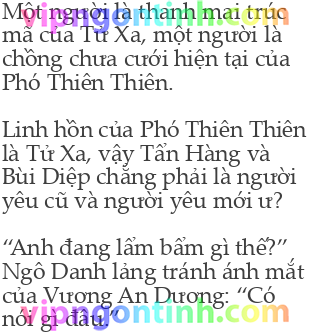 Một người là thanh mai trúc
mã của Tử Xa, một người là
chồng chưa cưới hiện tại của
Phó Thiên Thiên.
Linh hồn của Phó Thiên Thiên
là Tử Xa, vậy Tẩn Hàng và
Bùi Diệp chẳng phải là người
yêu cũ và người yêu mới ư?
“Anh đang lẩm bẩm gì thế?”
Ngô Danh lảng tránh ánh mắt
của Vương An Dương: “Có
nói gì đâu.”
vipngontinh.com
vipngontinh.com